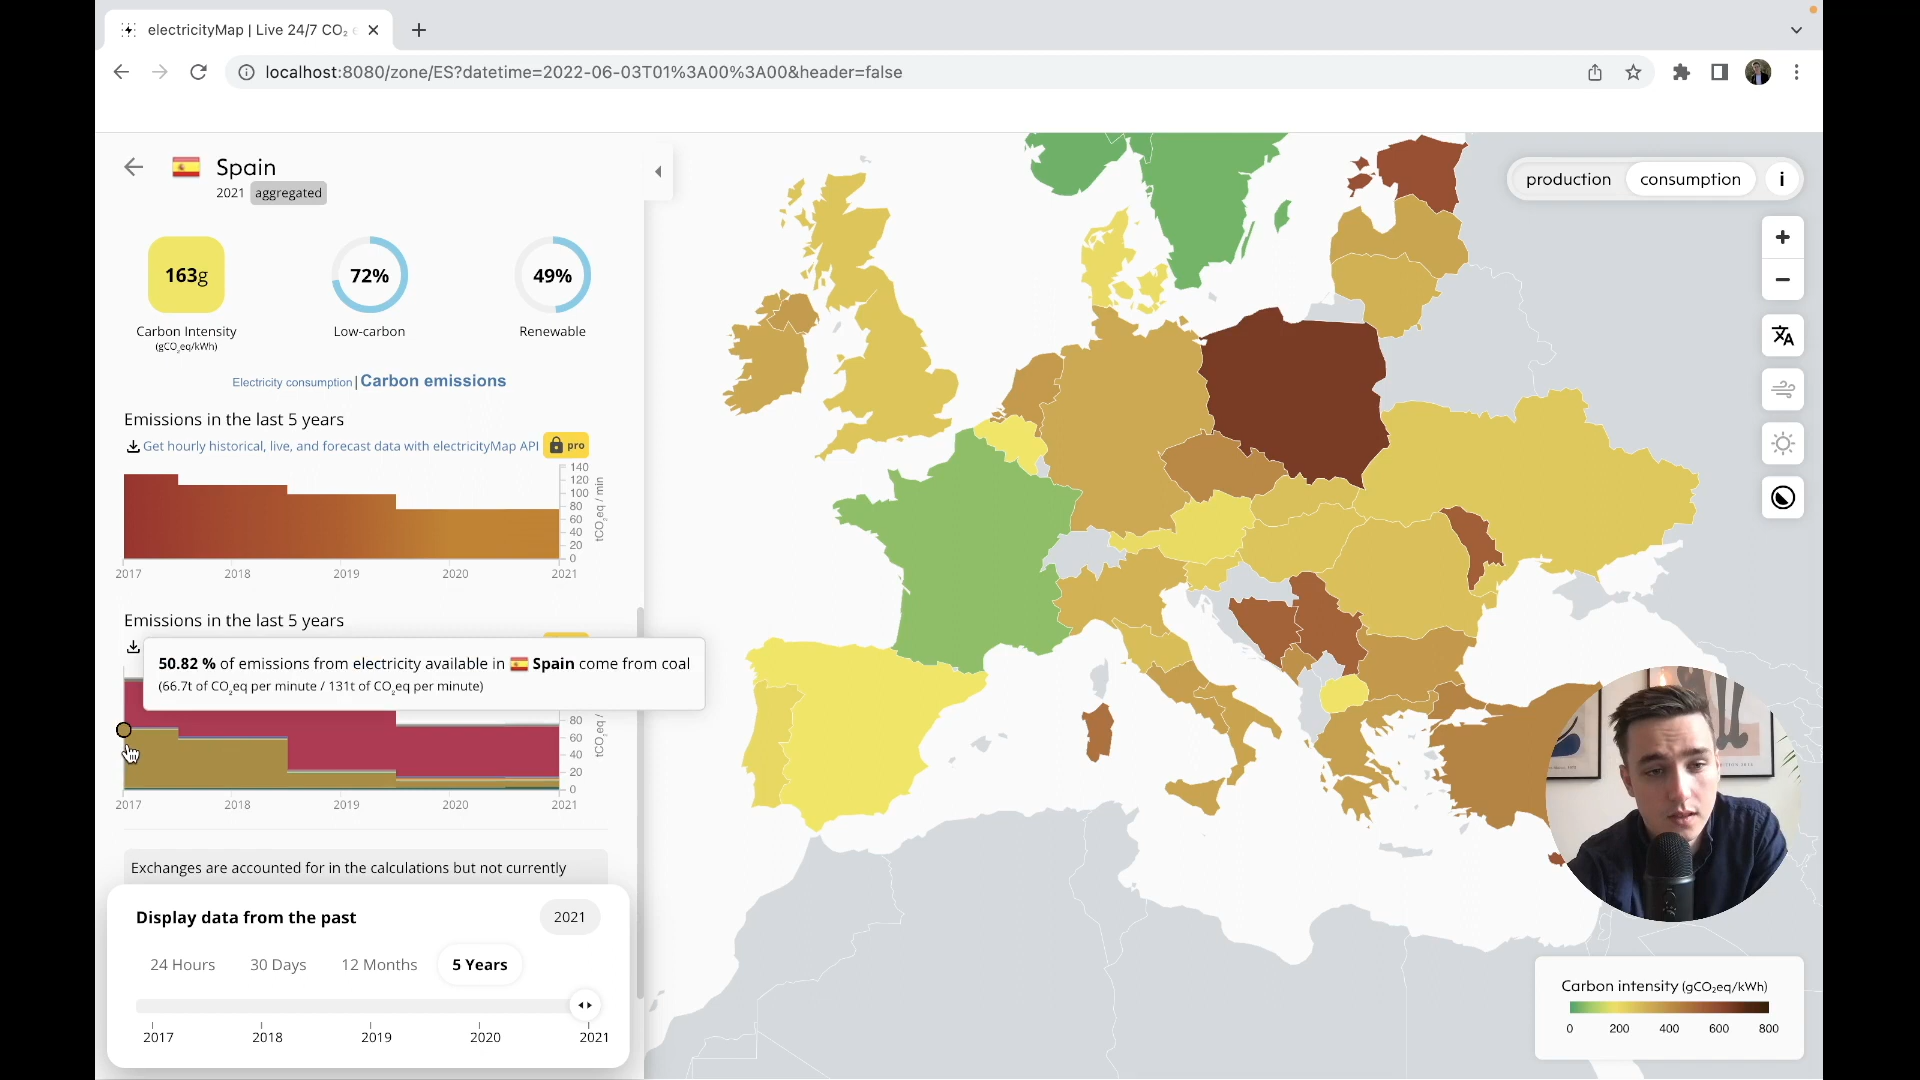 electricityMap | Live 24/7 CO₂ e
localhost:8080/zone/ES?datetime=2022-06-03T01%3A00%3A00&header=false
Spain
2021 aggregated
163g
72%
49%
Carbon Intensity
Low-carbon
Renewable
(gCO₂eq/kWh)
Electricity consumption | Carbon emissions
Emissions in the last 5 years
Get hourly historical, live, and forecast data with electricityMap API
pro
140
120
100
80
60
40
20
0
tCO₂eq / min
2017 2018 2019 2020 2021
Emissions in the last 5 years
50.82 % of emissions from electricity available in Spain come from coal
(66.7t of CO₂eq per minute / 131t of CO₂eq per minute)
80
60
40
20
0
tCO₂eq /
2017 2018 2019 2020 2021
Exchanges are accounted for in the calculations but not currently
Display data from the past
2021
24 Hours 30 Days 12 Months 5 Years
2017 2018 2019 2020 2021
production consumption i
+
−
Carbon intensity (gCO₂eq/kWh)
0 200 400 600 800